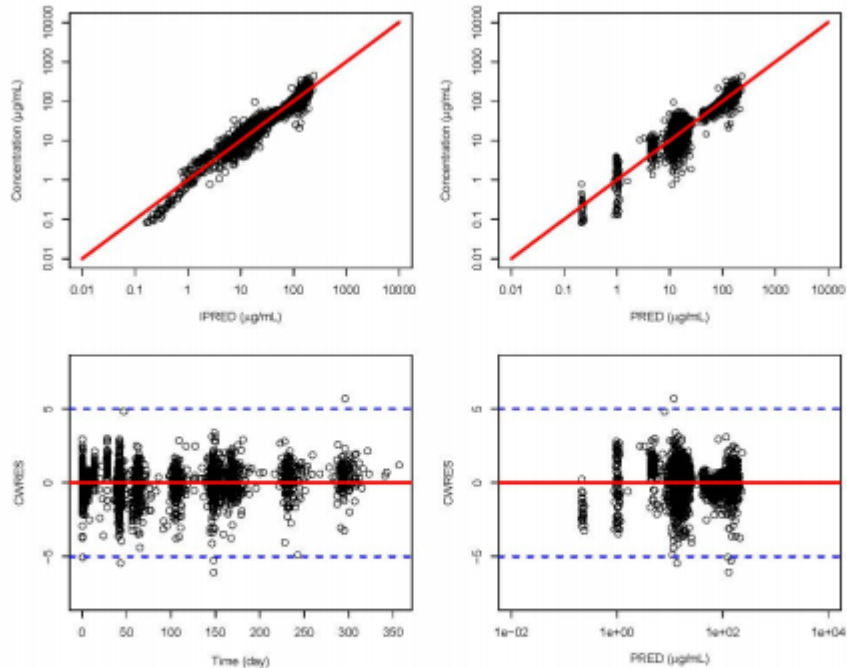 10000
1000
100
10
1
0.1
0.01
Concentration (µg/mL)
0.01 0.1 1 10 100 1000 10000
IPRED (µg/mL)
10000
1000
100
10
1
0.1
0.01
Concentration (µg/mL)
0.01 0.1 1 10 100 1000 10000
PRED (µg/mL)
5
0
-5
CWRES
0 50 100 150 200 250 300 350
Time (day)
5
0
-5
CWRES
1e-02 1e+00 1e+02 1e+04
PRED (µg/mL)